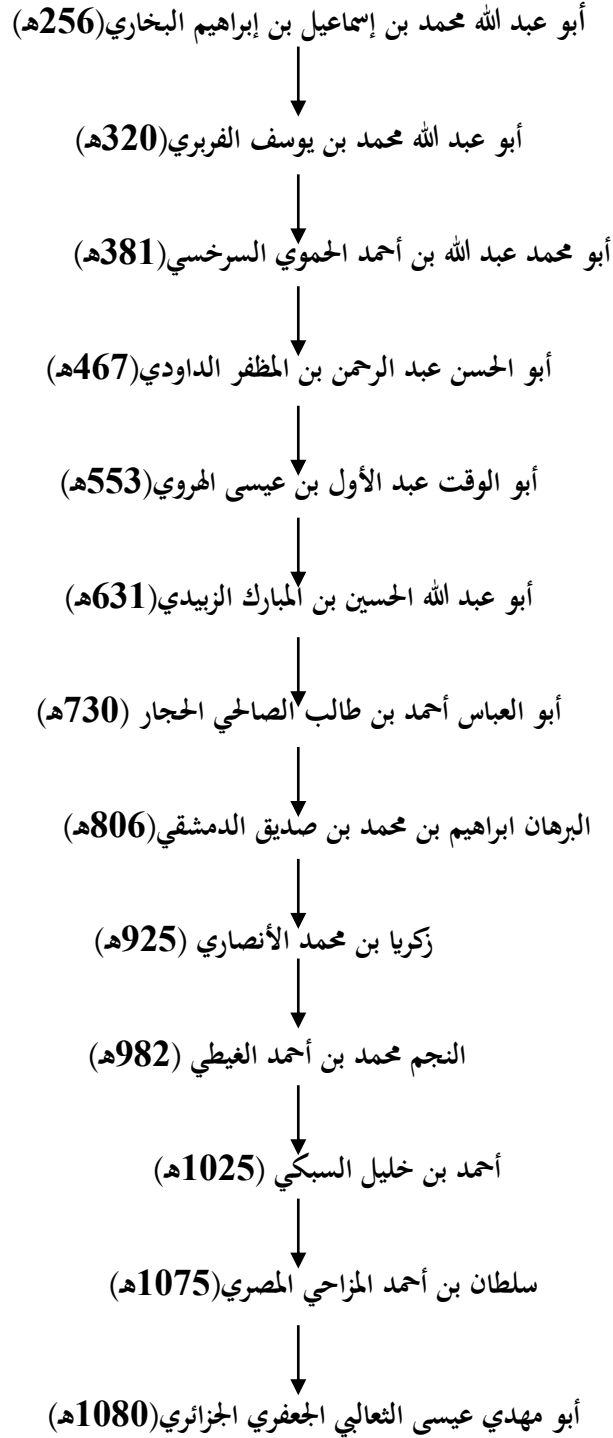 أبو عبد الله محمد بن إسماعيل بن إبراهيم البخاري(256هـ)
أبو عبد الله محمد بن يوسف الفربري(320هـ)
أبو محمد عبد الله بن أحمد الحموي السرخسي(381هـ)
أبو الحسن عبد الرحمن بن المظفر الداودي(467هـ)
أبو الوقت عبد الأول بن عيسى الهروي(553هـ)
أبو عبد الله الحسين بن المبارك الزبيدي(631هـ)
أبو العباس أحمد بن طالب الصالحي الحجار (730هـ)
البرهان ابراهيم بن محمد بن صديق الدمشقي(806هـ)
زكريا بن محمد الأنصاري (925هـ)
النجم محمد بن أحمد الغيطي (982هـ)
أحمد بن خليل السبكي (1025هـ)
سلطان بن أحمد المزاحي المصري(1075هـ)
أبو مهدي عيسى الثعالبي الجعفري الجزائري(1080هـ)